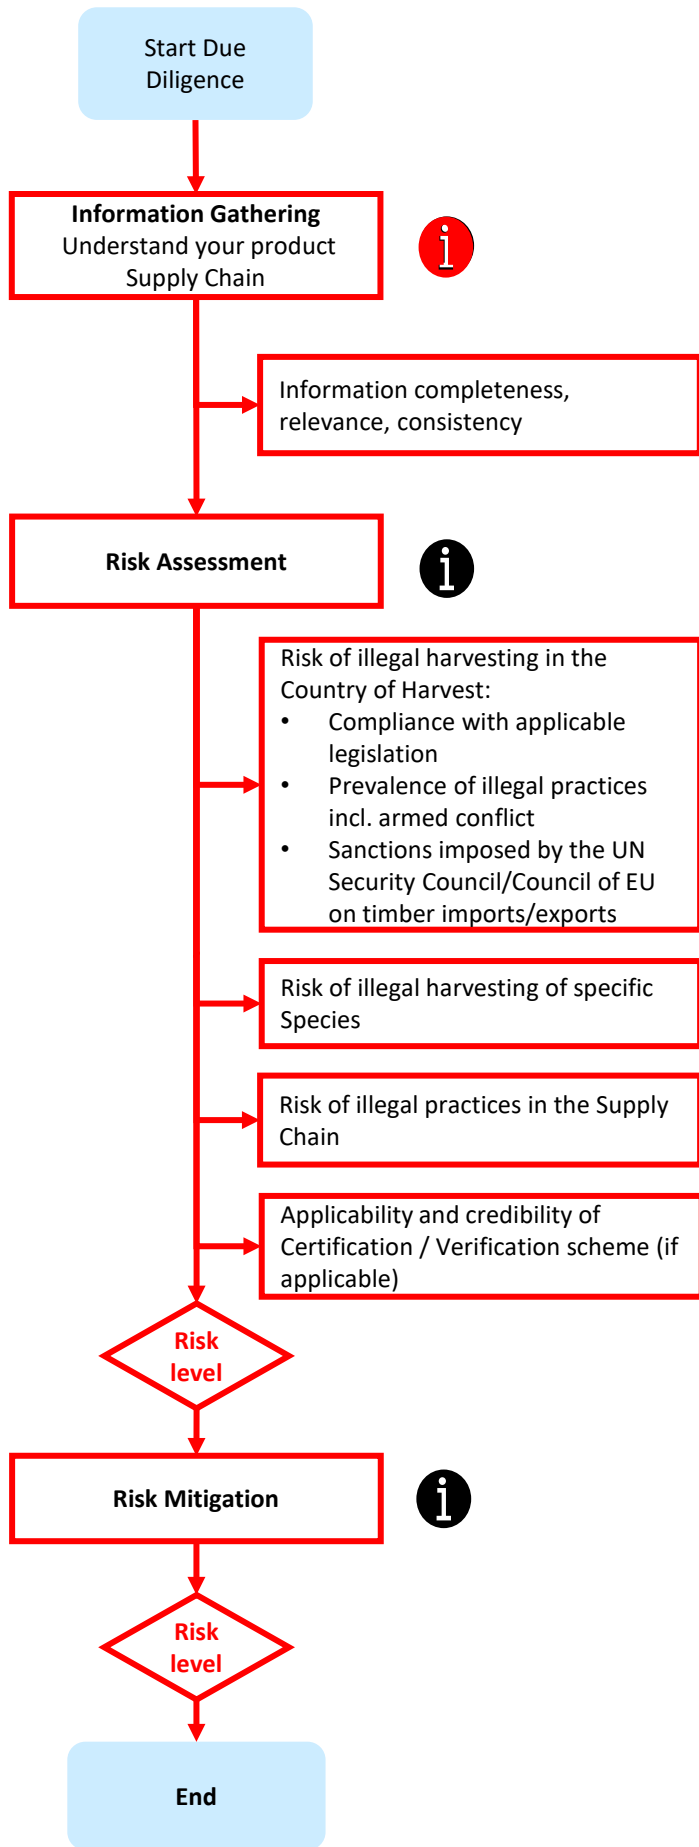 Start Due
Diligence
Information Gathering
Understand your product
Supply Chain
i
Information completeness,
relevance, consistency
Risk Assessment
i
Risk of illegal harvesting in the
Country of Harvest:
• Compliance with applicable
legislation
• Prevalence of illegal practices
incl. armed conflict
• Sanctions imposed by the UN
Security Council/Council of EU
on timber imports/exports
Risk of illegal harvesting of specific
Species
Risk of illegal practices in the Supply
Chain
Applicability and credibility of
Certification / Verification scheme (if
applicable)
Risk
level
Risk Mitigation
i
Risk
level
End